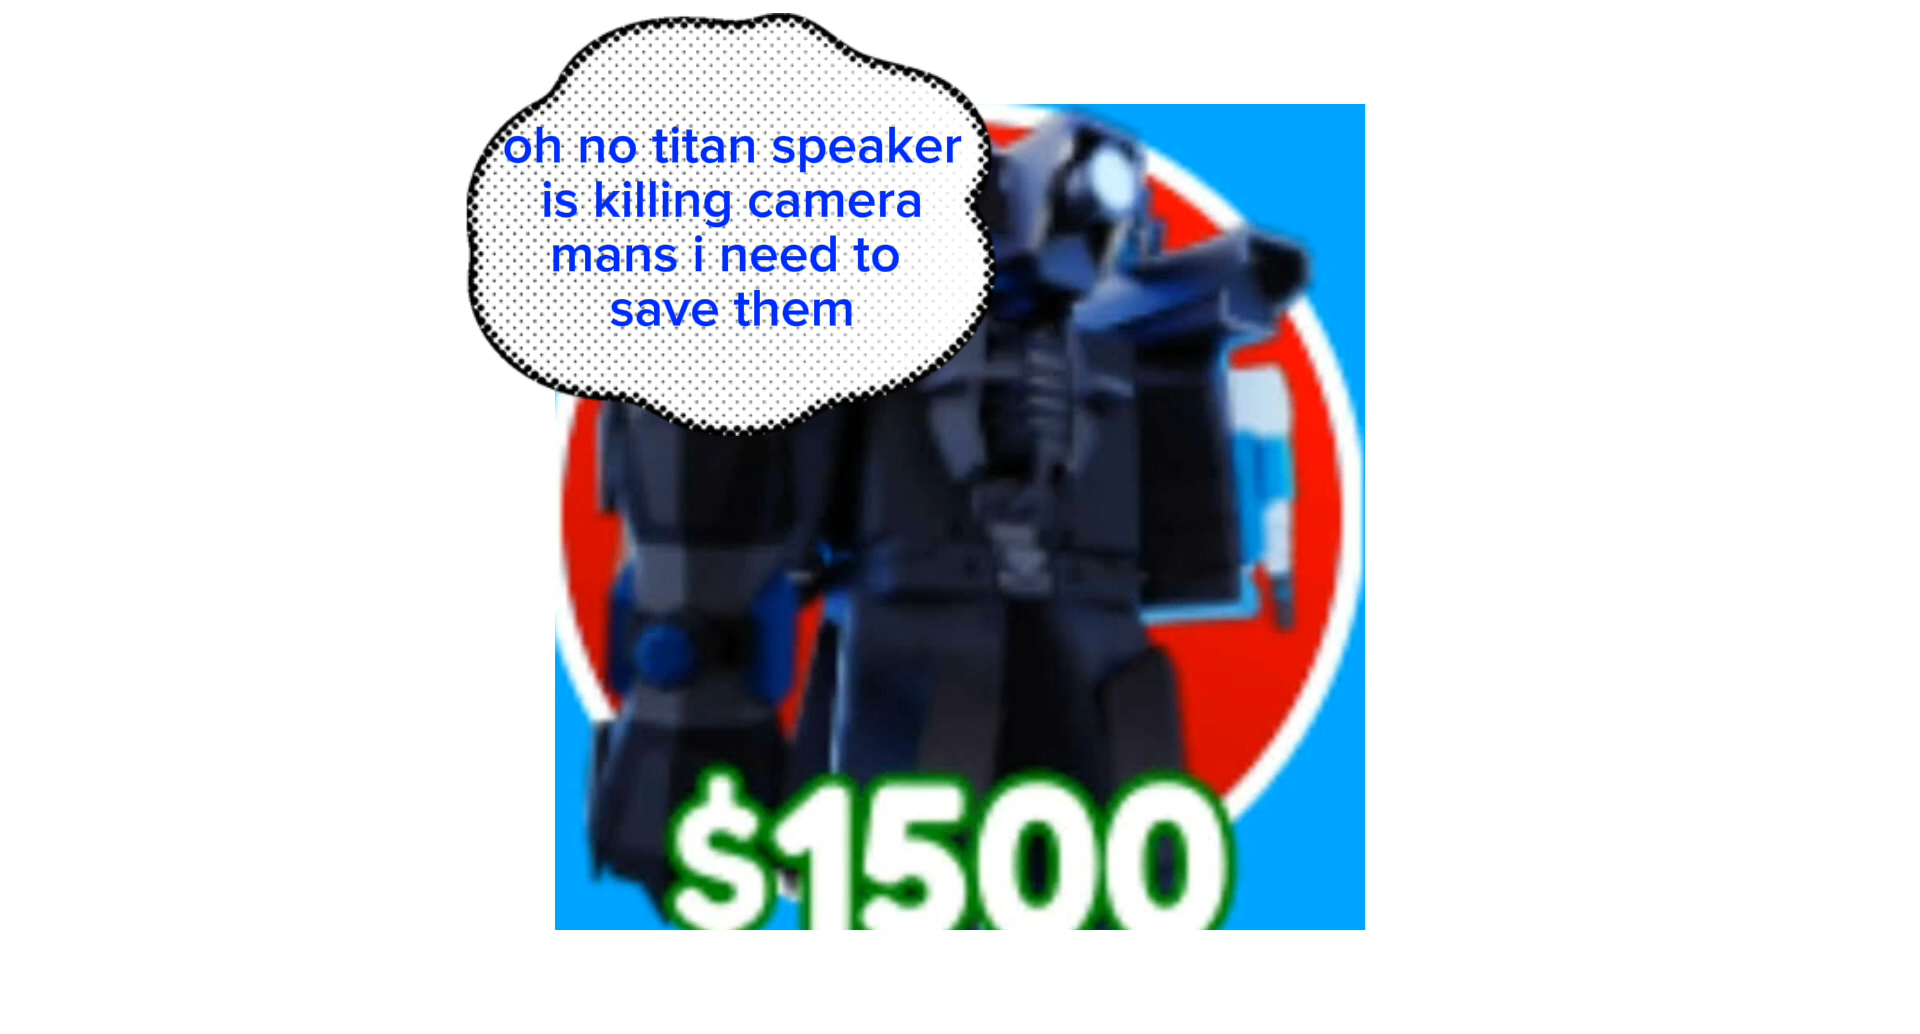 oh no titan speaker
is killing camera
mans i need to
save them
$1500